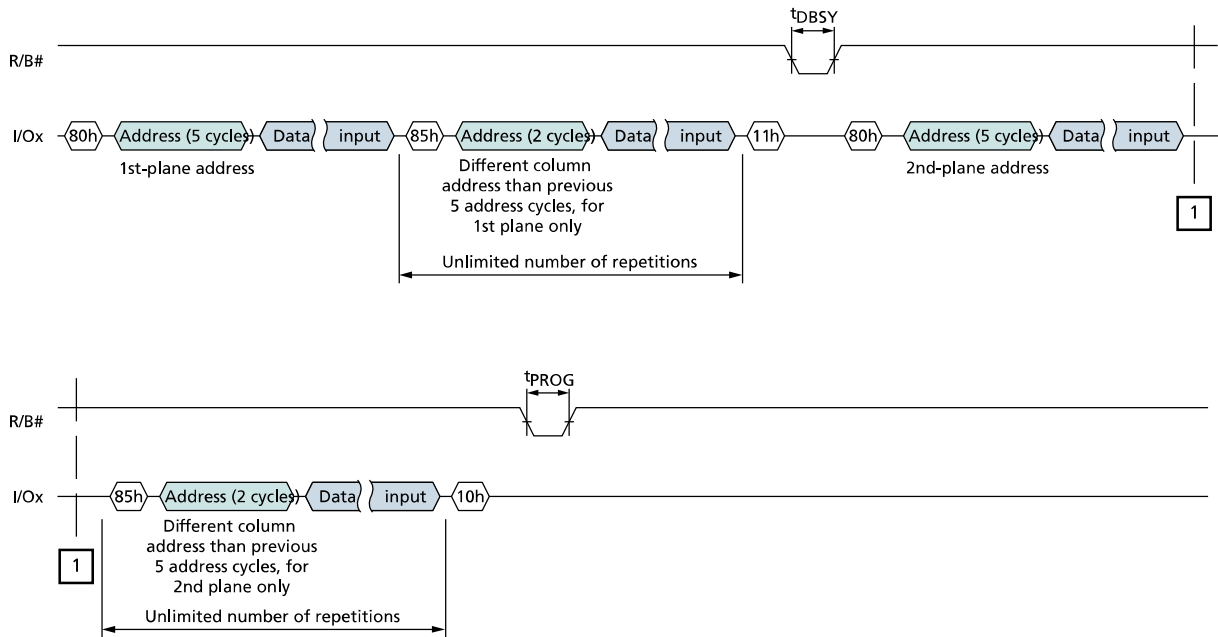 tDBSY
R/B#
I/Ox 80h Address (5 cycles) Data input 85h Address (2 cycles) Data input 11h 80h Address (5 cycles) Data input
1st-plane address
Different column
address than previous
5 address cycles, for
1st plane only
2nd-plane address
1
Unlimited number of repetitions
tPROG
R/B#
I/Ox 85h Address (2 cycles) Data input 10h
Different column
address than previous
5 address cycles, for
2nd plane only
1
Unlimited number of repetitions